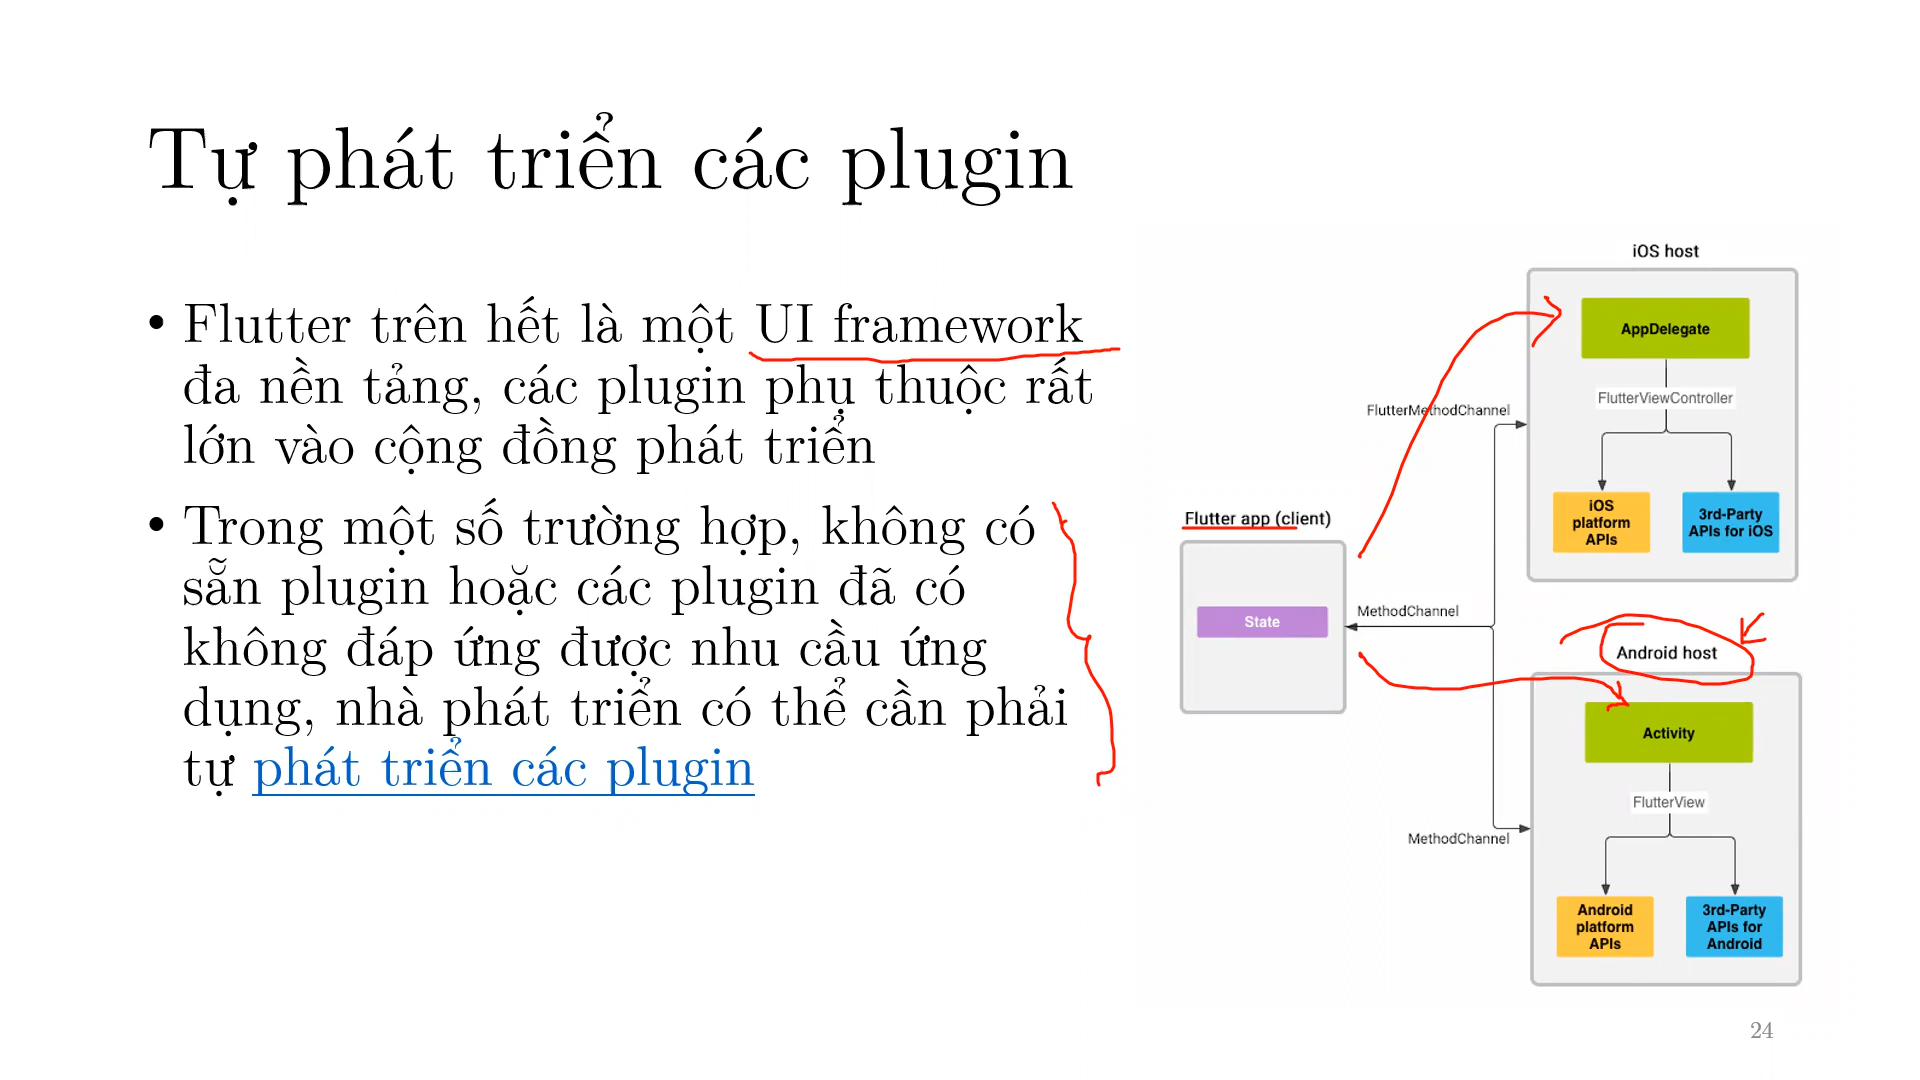 Tự phát triển các plugin
• Flutter trên hết là một UI framework
đa nền tảng, các plugin phụ thuộc rất
lớn vào cộng đồng phát triển
• Trong một số trường hợp, không có
sẵn plugin hoặc các plugin đã có
không đáp ứng được nhu cầu ứng
dụng, nhà phát triển có thể cần phải
tự phát triển các plugin
iOS host
AppDelegate
FlutterViewController
FlutterMethodChannel
iOS
platform
APIs
3rd-Party
APIs for iOS
Flutter app (client)
State
MethodChannel
Android host
Activity
FlutterView
MethodChannel
Android
platform
APIs
3rd-Party
APIs for
Android
24